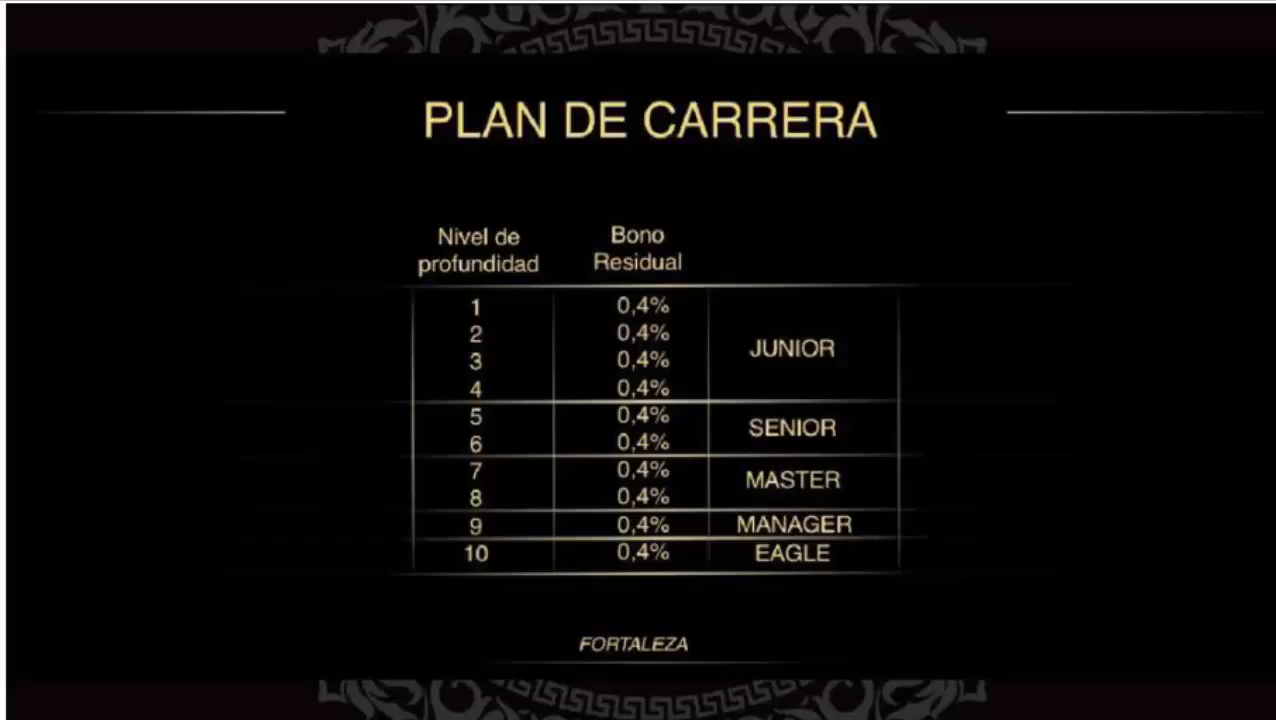 PLAN DE CARRERA
Nivel de profundidad
Bono Residual
1 0,4%
2 0,4%
3 0,4%
4 0,4%
JUNIOR
5 0,4%
6 0,4%
SENIOR
7 0,4%
8 0,4%
MASTER
9 0,4% MANAGER
10 0,4% EAGLE
FORTALEZA